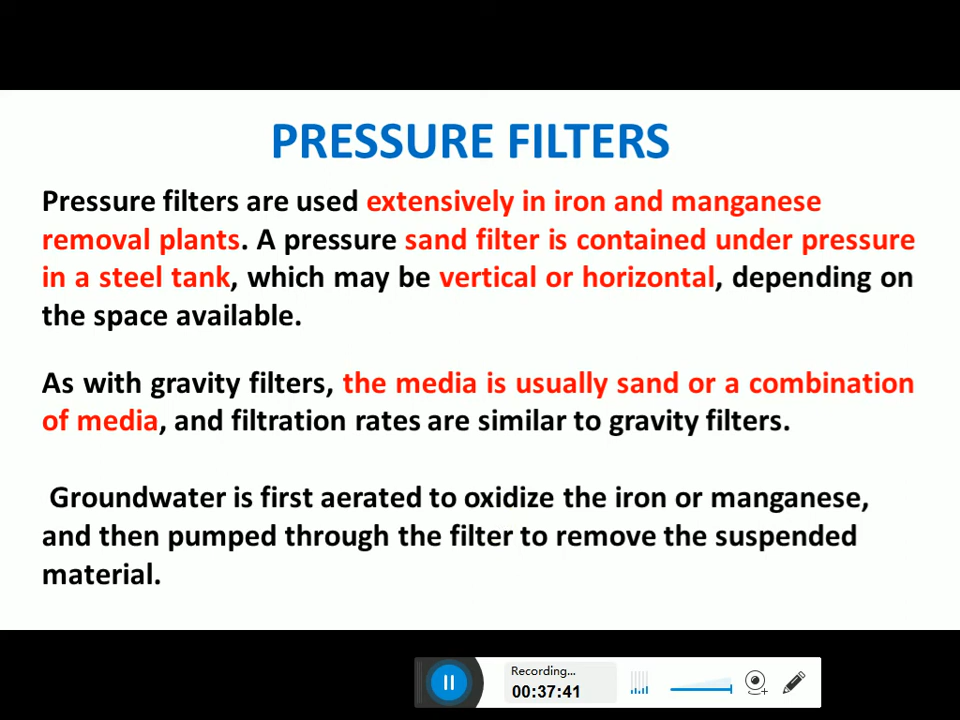 PRESSURE FILTERS
Pressure filters are used extensively in iron and manganese
removal plants. A pressure sand filter is contained under pressure
in a steel tank, which may be vertical or horizontal, depending on
the space available.
As with gravity filters, the media is usually sand or a combination
of media, and filtration rates are similar to gravity filters.
Groundwater is first aerated to oxidize the iron or manganese,
and then pumped through the filter to remove the suspended
material.
Recording...
00:37:41